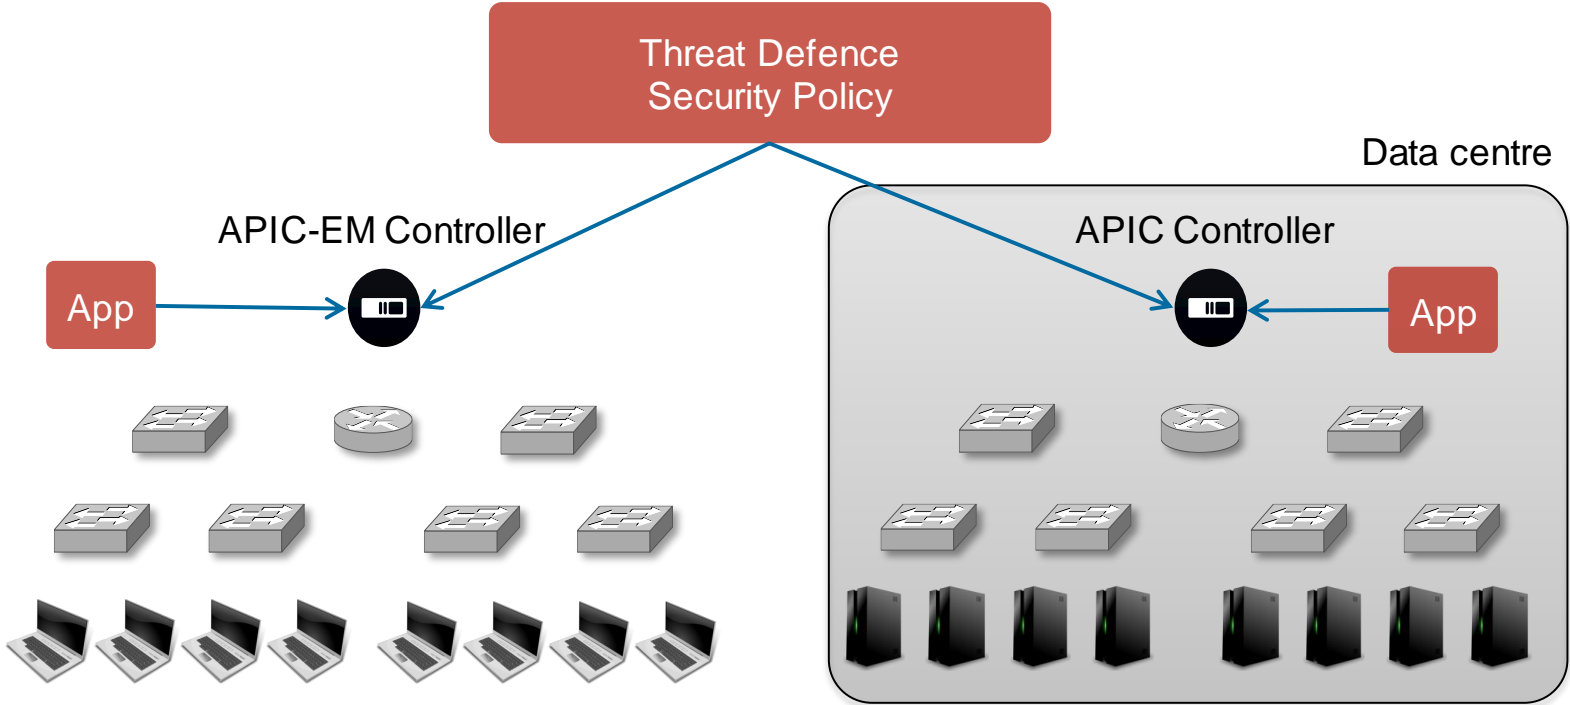 Threat Defence
Security Policy
Data centre
APIC-EM Controller
APIC Controller
App
App